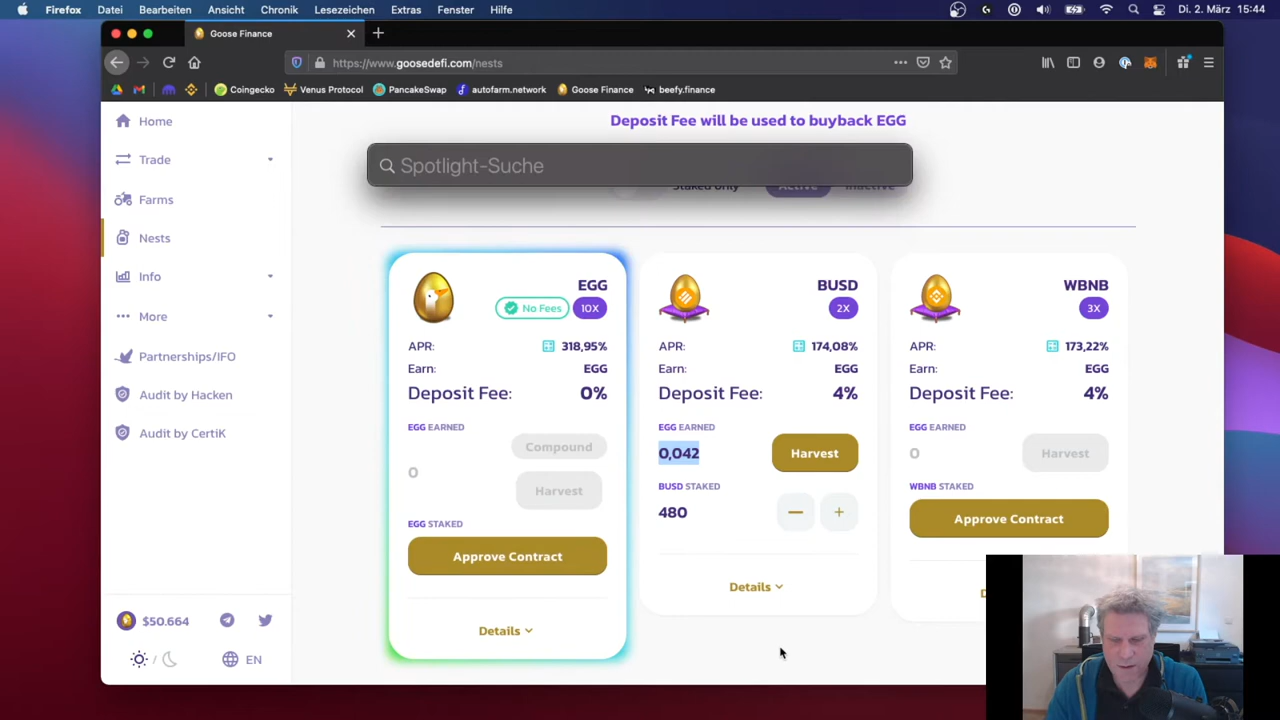 Firefox Datei Bearbeiten Ansicht Chronik Lesezeichen Extras Fenster Hilfe Di. 2. März 15:44
Goose Finance
https://www.goosedefi.com/nests
Coingecko Venus Protocol PancakeSwap autofarm.network Goose Finance beefy.finance
Home
Trade
Farms
Nests
Info
More
Partnerships/IFO
Audit by Hacken
Audit by CertiK
$50.664
EN
Deposit Fee will be used to buyback EGG
Spotlight-Suche
Staked only Active Inactive
EGG
No Fees 10X
APR: 318,95%
Earn: EGG
Deposit Fee: 0%
EGG EARNED
Compound
0
Harvest
EGG STAKED
Approve Contract
Details
BUSD
2X
APR: 174,08%
Earn: EGG
Deposit Fee: 4%
EGG EARNED
0,042 Harvest
BUSD STAKED
480 − +
Details
WBNB
3X
APR: 173,22%
Earn: EGG
Deposit Fee: 4%
EGG EARNED
0 Harvest
WBNB STAKED
Approve Contract